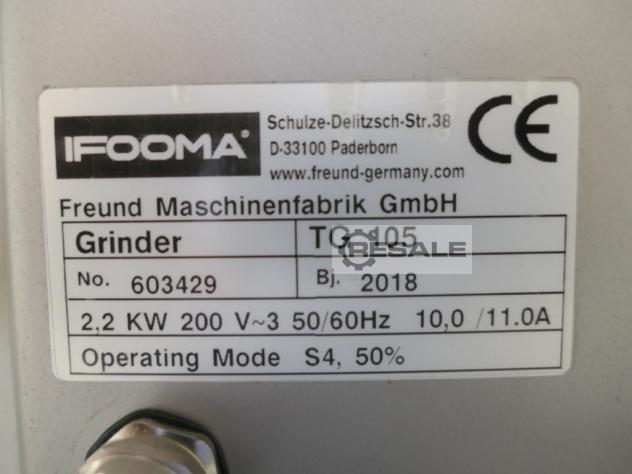 IFOOMA®
Schulze-Delitzsch-Str.38
D-33100 Paderborn
www.freund-germany.com
CE
Freund Maschinenfabrik GmbH
Grinder TG 105
RESALE
No. 603429 Bj. 2018
2,2 KW 200 V~3 50/60Hz 10,0 /11.0A
Operating Mode S4, 50%